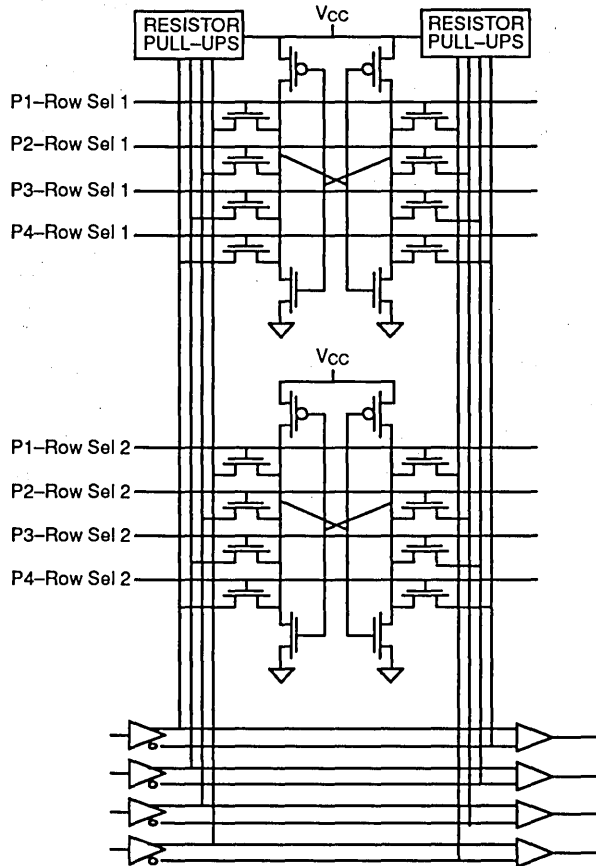 RESISTOR
PULL–UPS
VCC
RESISTOR
PULL–UPS
P1–Row Sel 1
P2–Row Sel 1
P3–Row Sel 1
P4–Row Sel 1
VCC
P1–Row Sel 2
P2–Row Sel 2
P3–Row Sel 2
P4–Row Sel 2